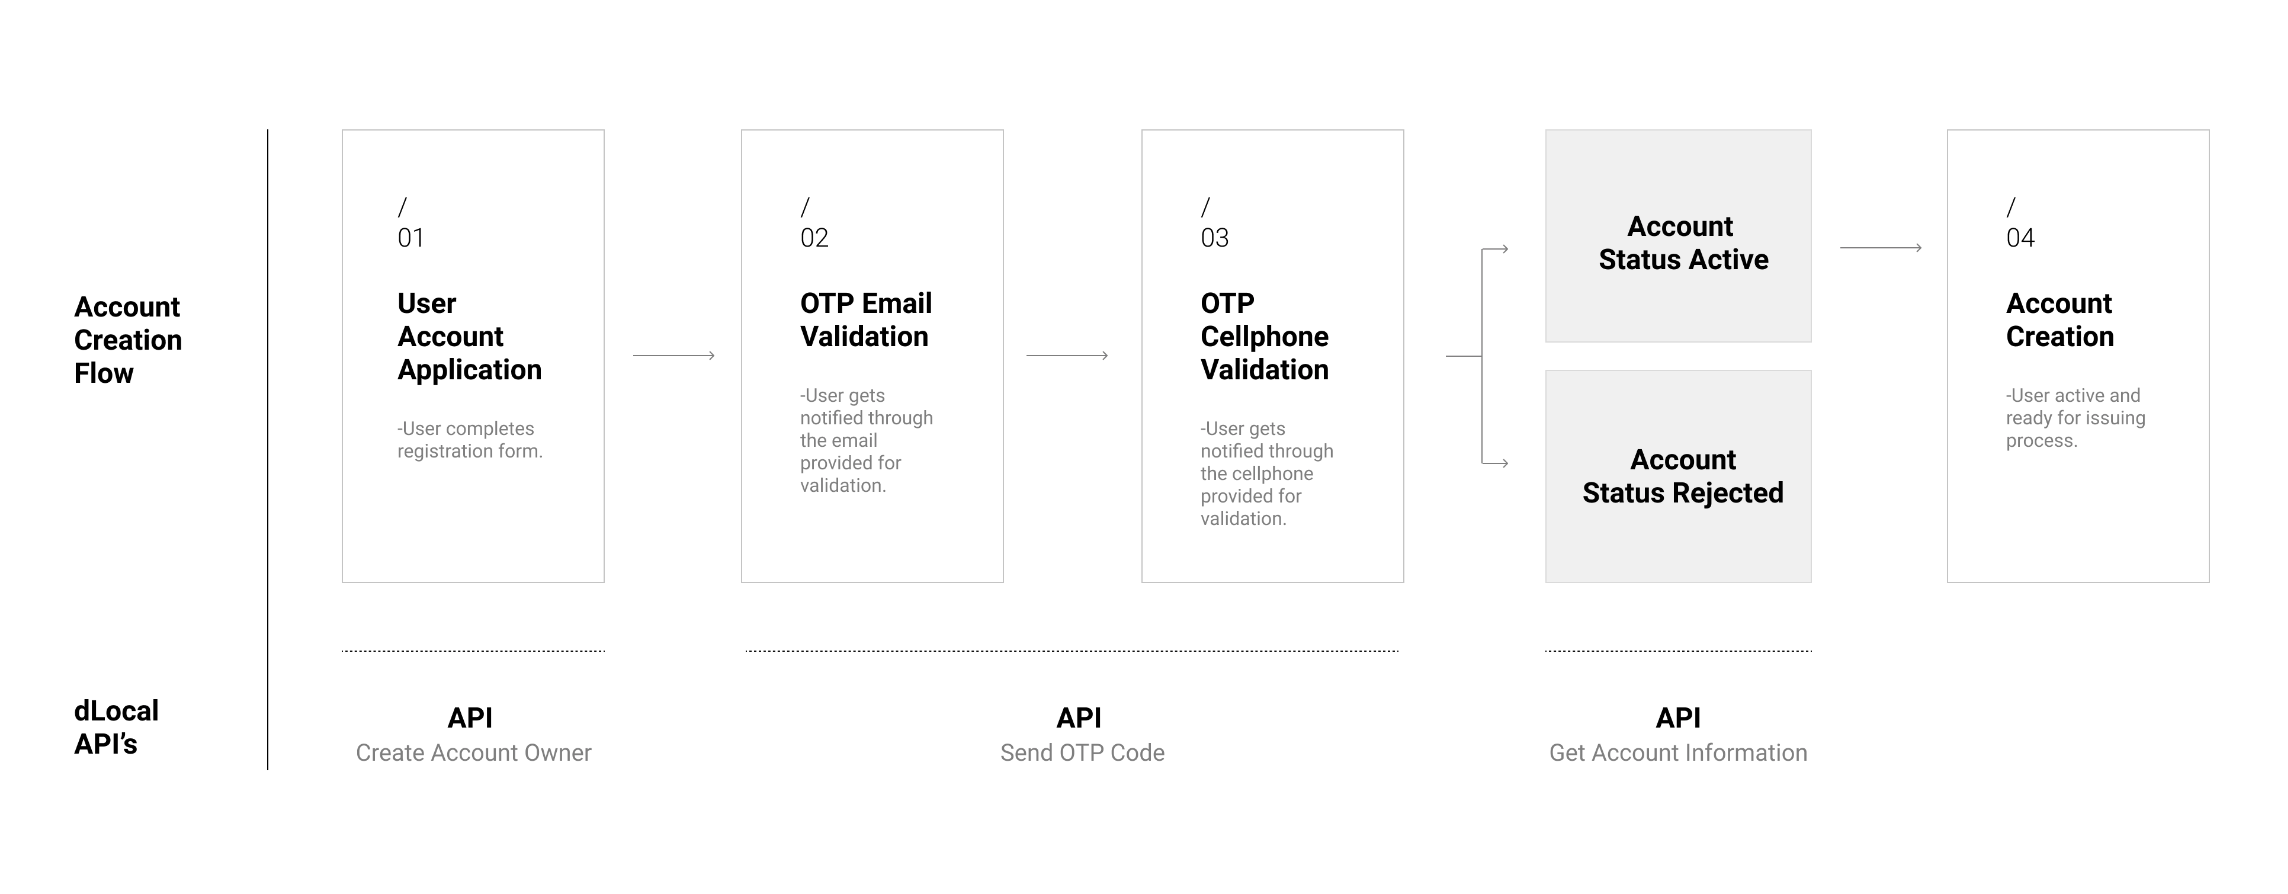 Account
Creation
Flow
/
01
User
Account
Application
-User completes
registration form.
/
02
OTP Email
Validation
-User gets
notified through
the email
provided for
validation.
/
03
OTP
Cellphone
Validation
-User gets
notified through
the cellphone
provided for
validation.
Account
Status Active
Account
Status Rejected
/
04
Account
Creation
-User active and
ready for issuing
process.
dLocal
API’s
API
Create Account Owner
API
Send OTP Code
API
Get Account Information